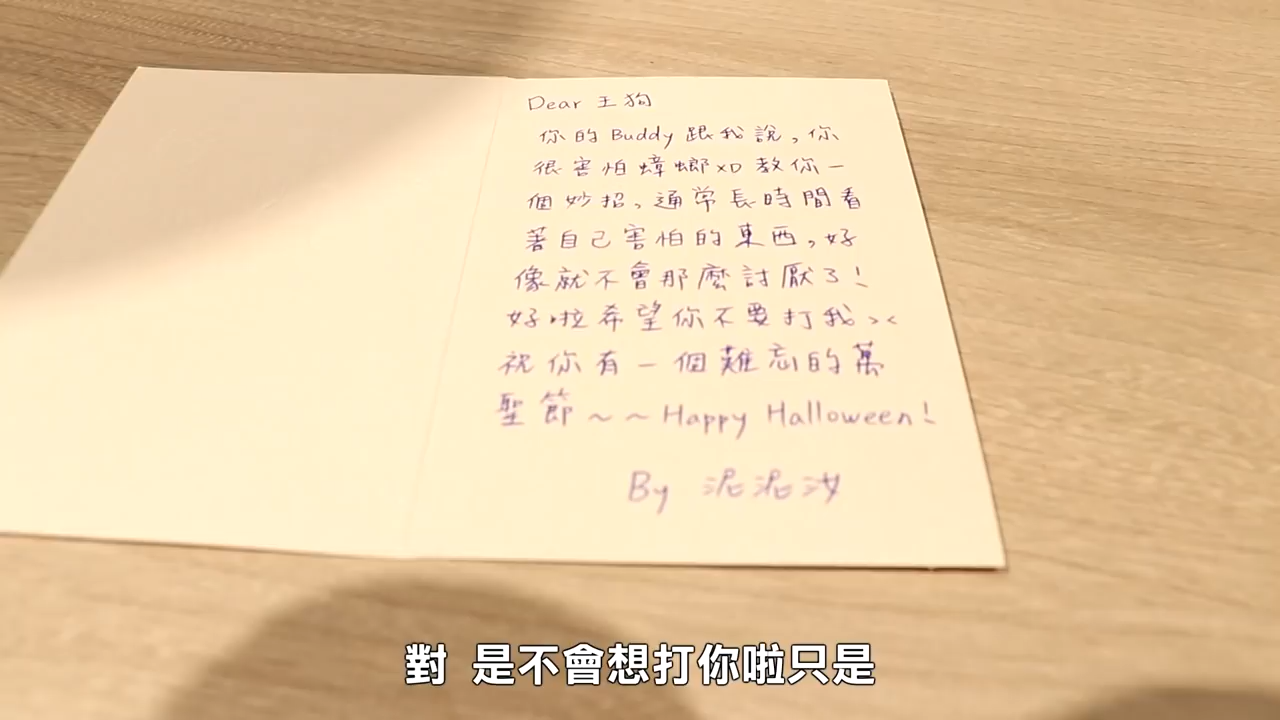 Dear 王狗
你的Buddy跟我說,你
很害怕蟑螂xD教你一
個妙招,通常長時間看
著自己害怕的東西,好
像就不會那麼討厭了!
好啦希望你不要打我><
祝你有一個難忘的萬
聖節~~Happy Halloween!
By 泥泥汝
對 是不會想打你啦只是